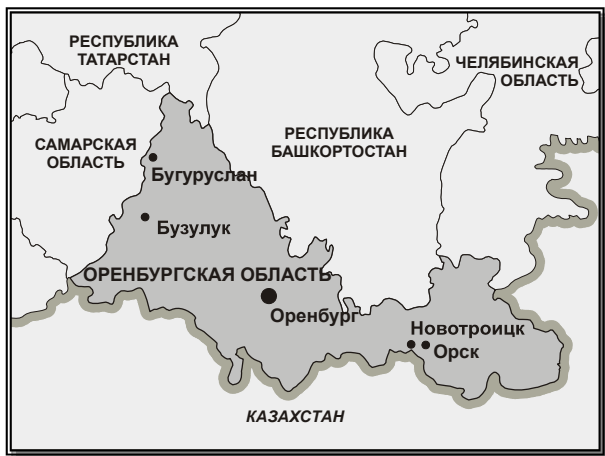 РЕСПУБЛИКА
ТАТАРСТАН
ЧЕЛЯБИНСКАЯ
ОБЛАСТЬ
САМАРСКАЯ
ОБЛАСТЬ
РЕСПУБЛИКА
БАШКОРТОСТАН
Бугуруслан
Бузулук
ОРЕНБУРГСКАЯ ОБЛАСТЬ
Оренбург
Новотроицк
Орск
КАЗАХСТАН